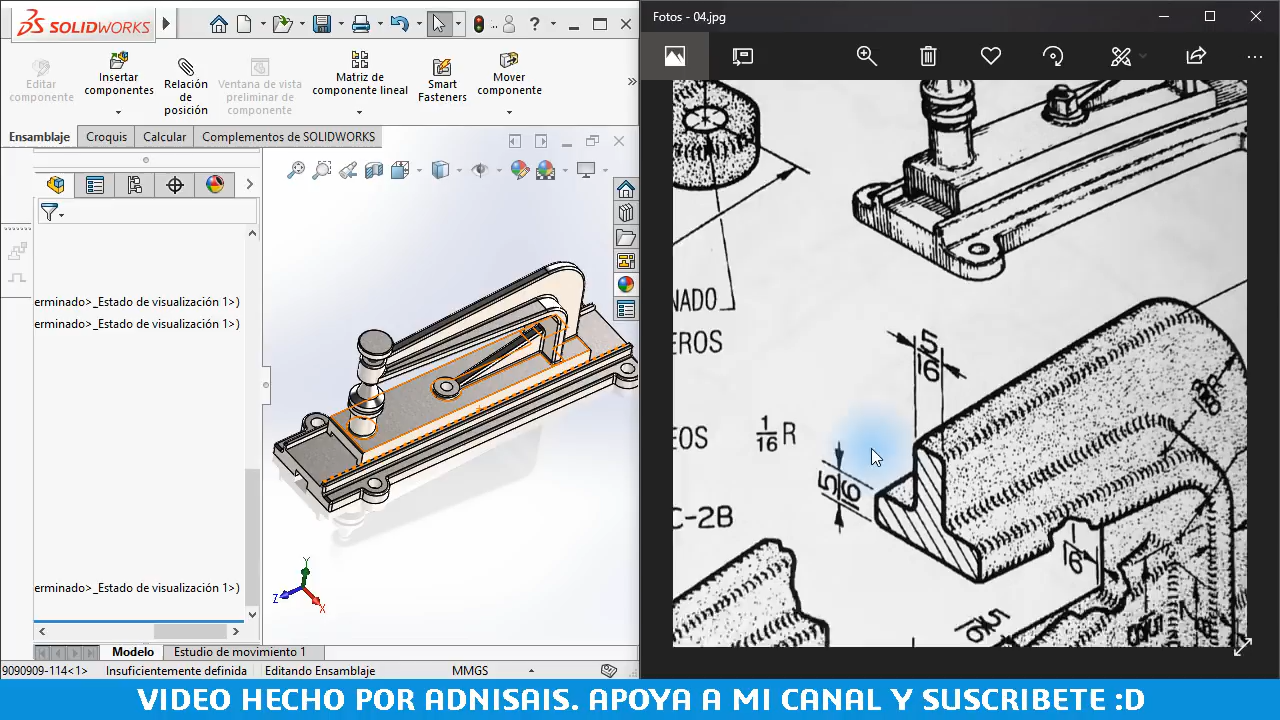 SOLIDWORKS
?
Fotos - 04.jpg
Editar componente
Insertar componentes
Relación de posición
Ventana de vista preliminar de componente
Matriz de componente lineal
Smart Fasteners
Mover componente
»
Ensamblaje
Croquis
Calcular
Complementos de SOLIDWORKS
erminado>_Estado de visualización 1>)
erminado>_Estado de visualización 1>)
erminado>_Estado de visualización 1>)
Y
Z
X
NADO
EROS
5
16
EOS
1
16 R
5
16
C-2B
1
16
Modelo
Estudio de movimiento 1
9090909-114<1>
Insuficientemente definida
Editando Ensamblaje
MMGS
VIDEO HECHO POR ADNISAIS. APOYA A MI CANAL Y SUSCRIBETE :D